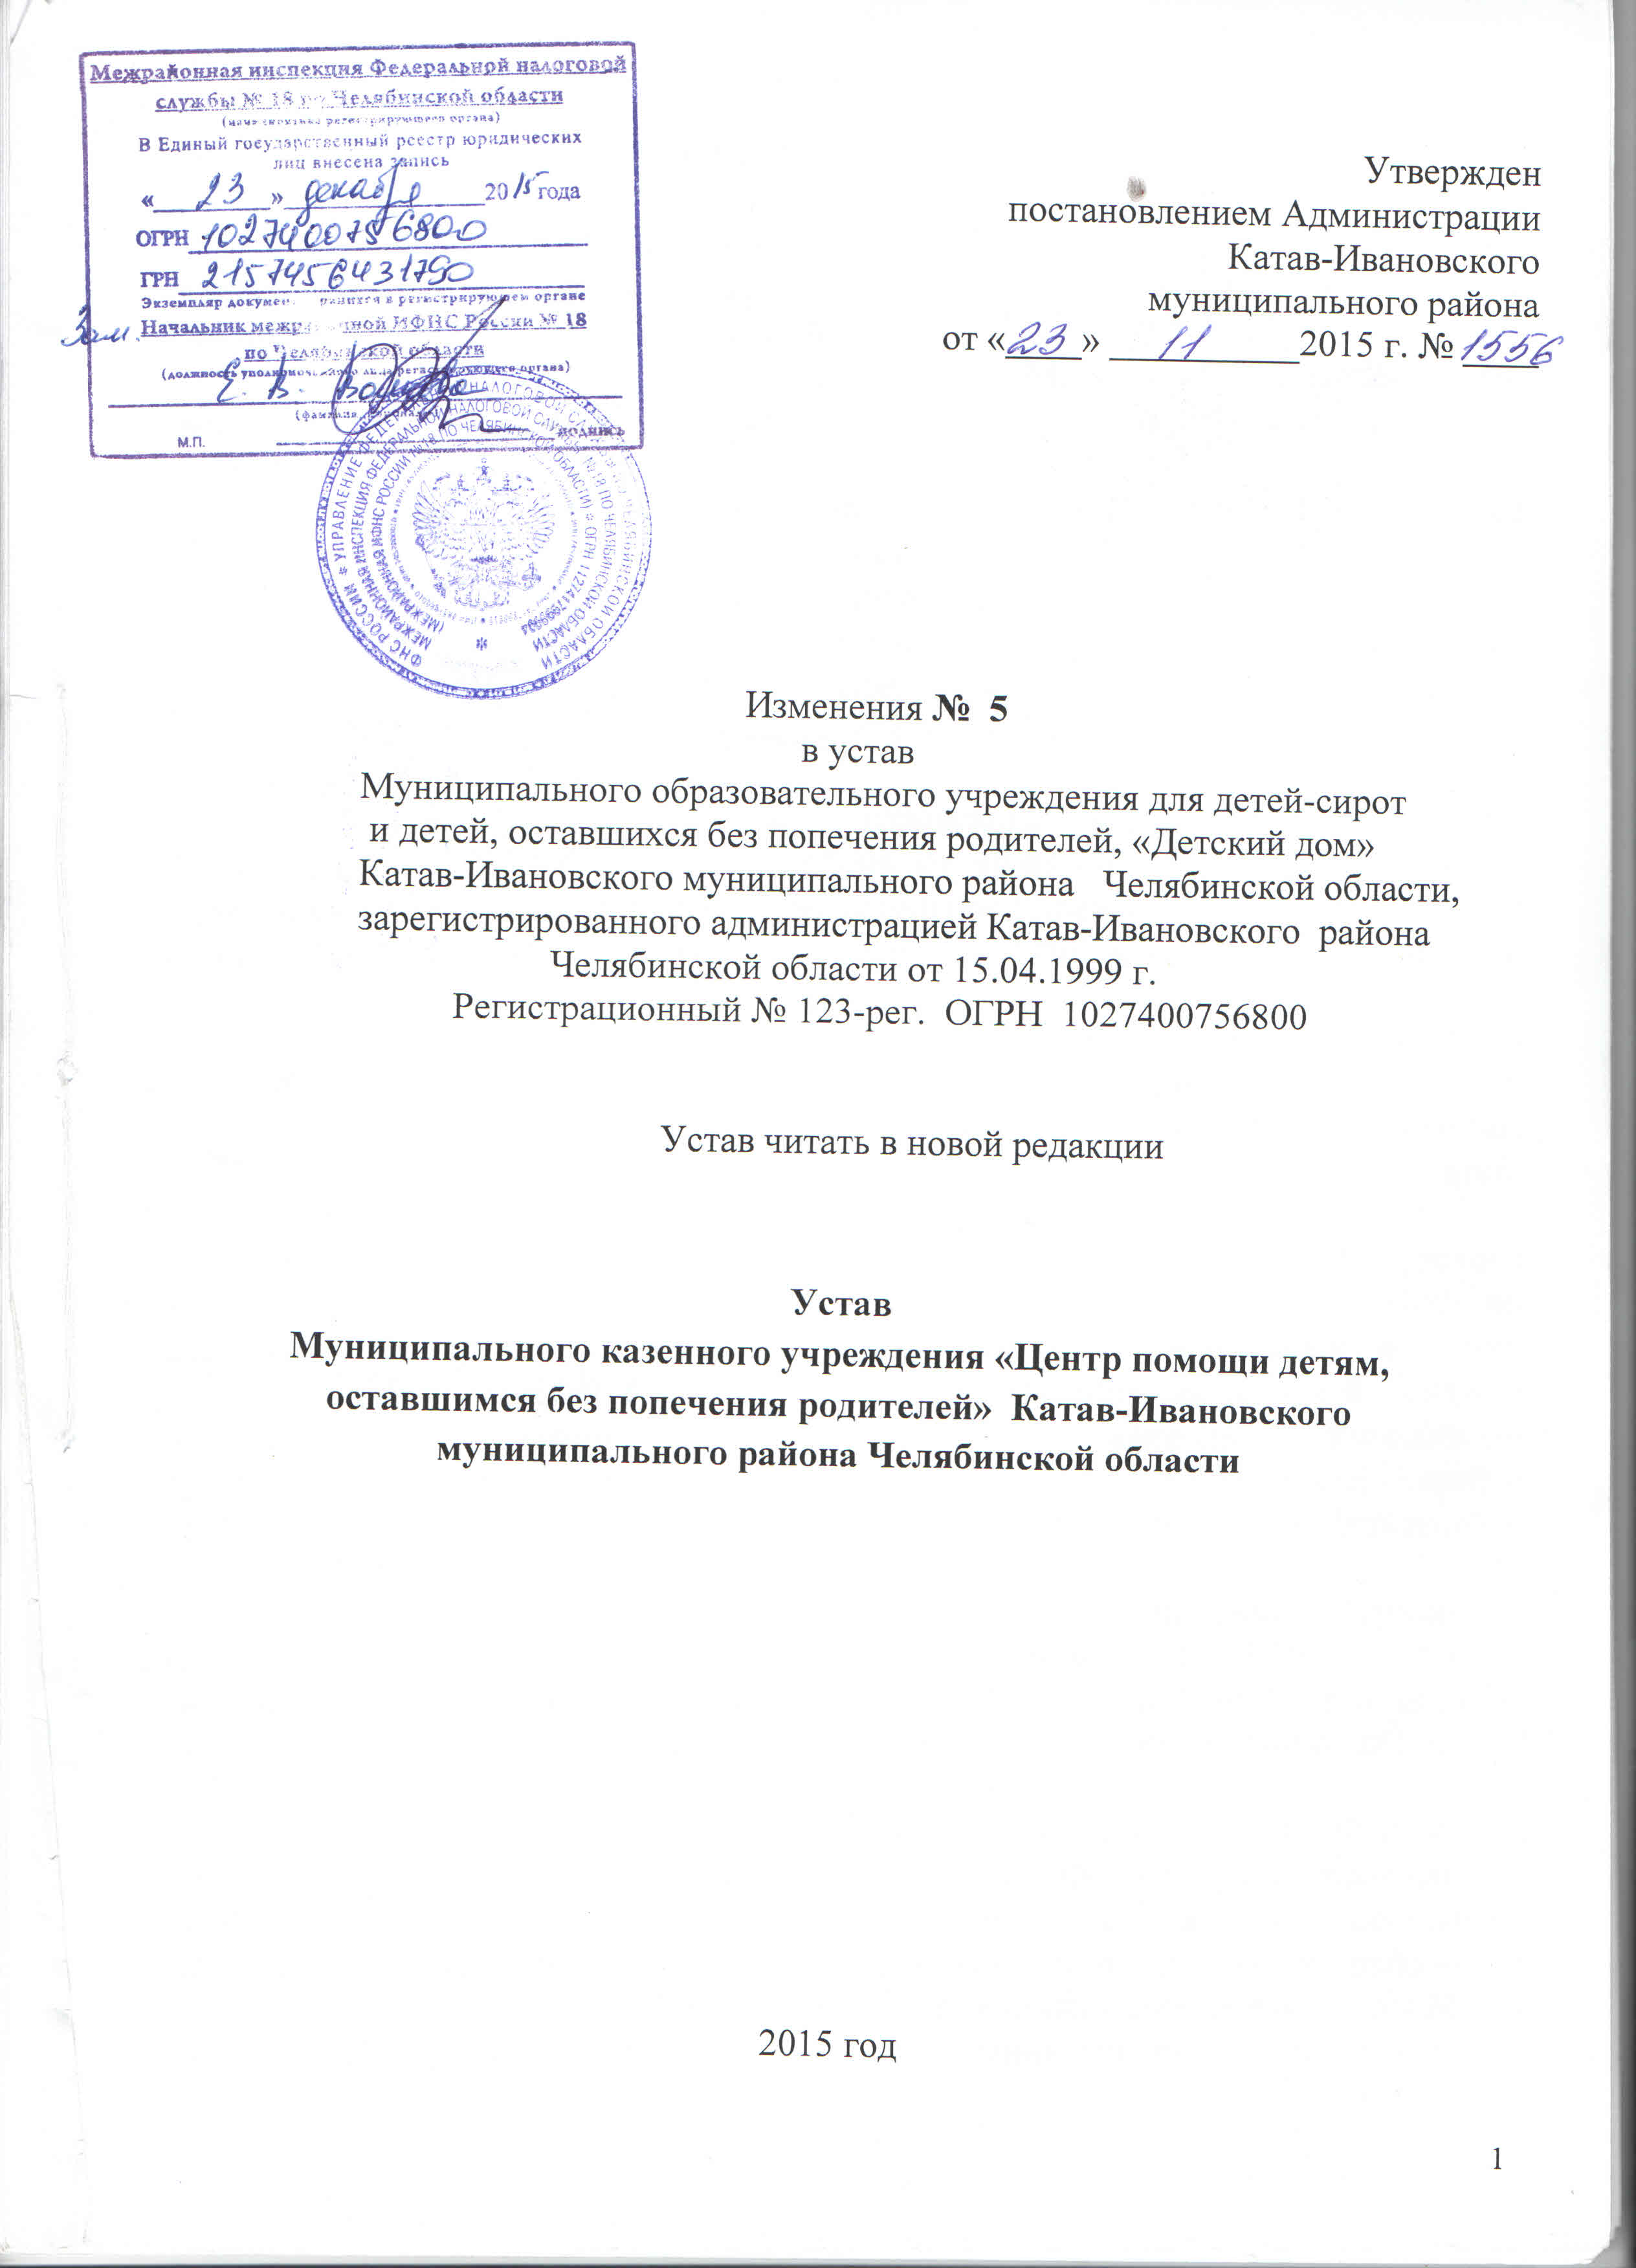 Межрайонная инспекция Федеральной налоговой
службы № 18 по Челябинской области
(наименование регистрирующего органа)
В Единый государственный реестр юридических
лиц внесена запись
« 23 » декабря 2015 года
ОГРН 1027400756800
ГРН 2157456431790
Экземпляр документа хранится в регистрирующем органе
Зам. Начальник межрайонной ИФНС России № 18
по Челябинской области
(должность уполномоченного лица регистрирующего органа)
Е. В.
М.П. подпись
Утвержден
постановлением Администрации
Катав-Ивановского
муниципального района
от «23» 11 2015 г. № 1556
Изменения № 5
в устав
Муниципального образовательного учреждения для детей-сирот
и детей, оставшихся без попечения родителей, «Детский дом»
Катав-Ивановского муниципального района Челябинской области,
зарегистрированного администрацией Катав-Ивановского района
Челябинской области от 15.04.1999 г.
Регистрационный № 123-рег. ОГРН 1027400756800
Устав читать в новой редакции
Устав
Муниципального казенного учреждения «Центр помощи детям,
оставшимся без попечения родителей» Катав-Ивановского
муниципального района Челябинской области
2015 год
1